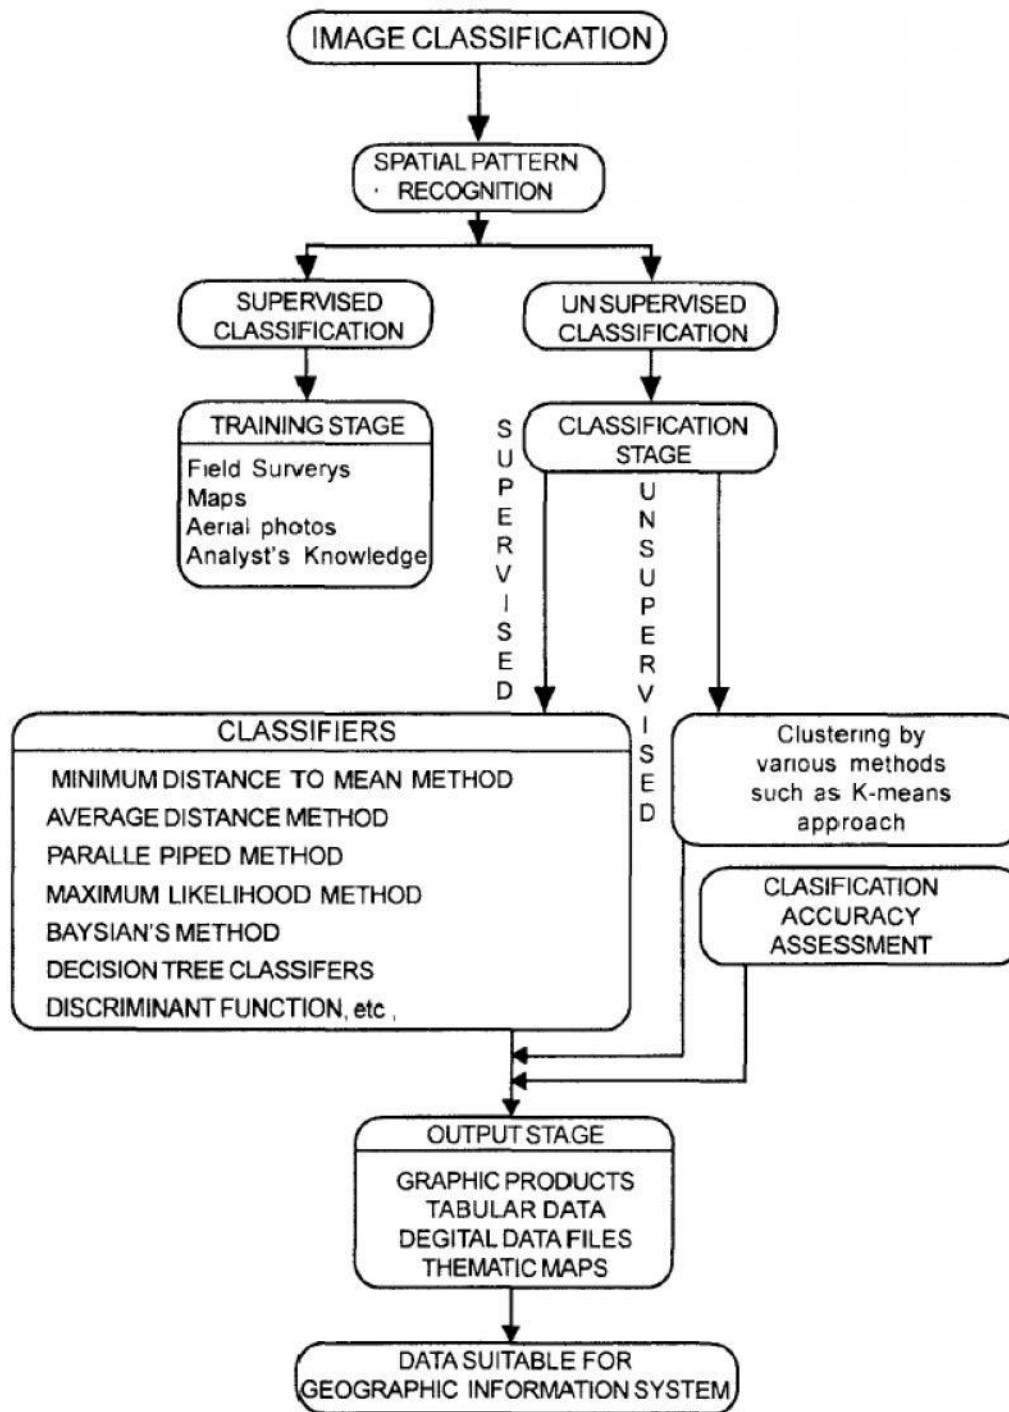 IMAGE CLASSIFICATION
SPATIAL PATTERN
RECOGNITION
SUPERVISED
CLASSIFICATION
UNSUPERVISED
CLASSIFICATION
TRAINING STAGE
Field Surverys
Maps
Aerial photos
Analyst's Knowledge
CLASSIFICATION
STAGE
SUPERVISED
UNSUPERVISED
CLASSIFIERS
MINIMUM DISTANCE TO MEAN METHOD
AVERAGE DISTANCE METHOD
PARALLE PIPED METHOD
MAXIMUM LIKELIHOOD METHOD
BAYSIAN'S METHOD
DECISION TREE CLASSIFERS
DISCRIMINANT FUNCTION, etc,
Clustering by
various methods
such as K-means
approach
CLASIFICATION
ACCURACY
ASSESSMENT
OUTPUT STAGE
GRAPHIC PRODUCTS
TABULAR DATA
DEGITAL DATA FILES
THEMATIC MAPS
DATA SUITABLE FOR
GEOGRAPHIC INFORMATION SYSTEM